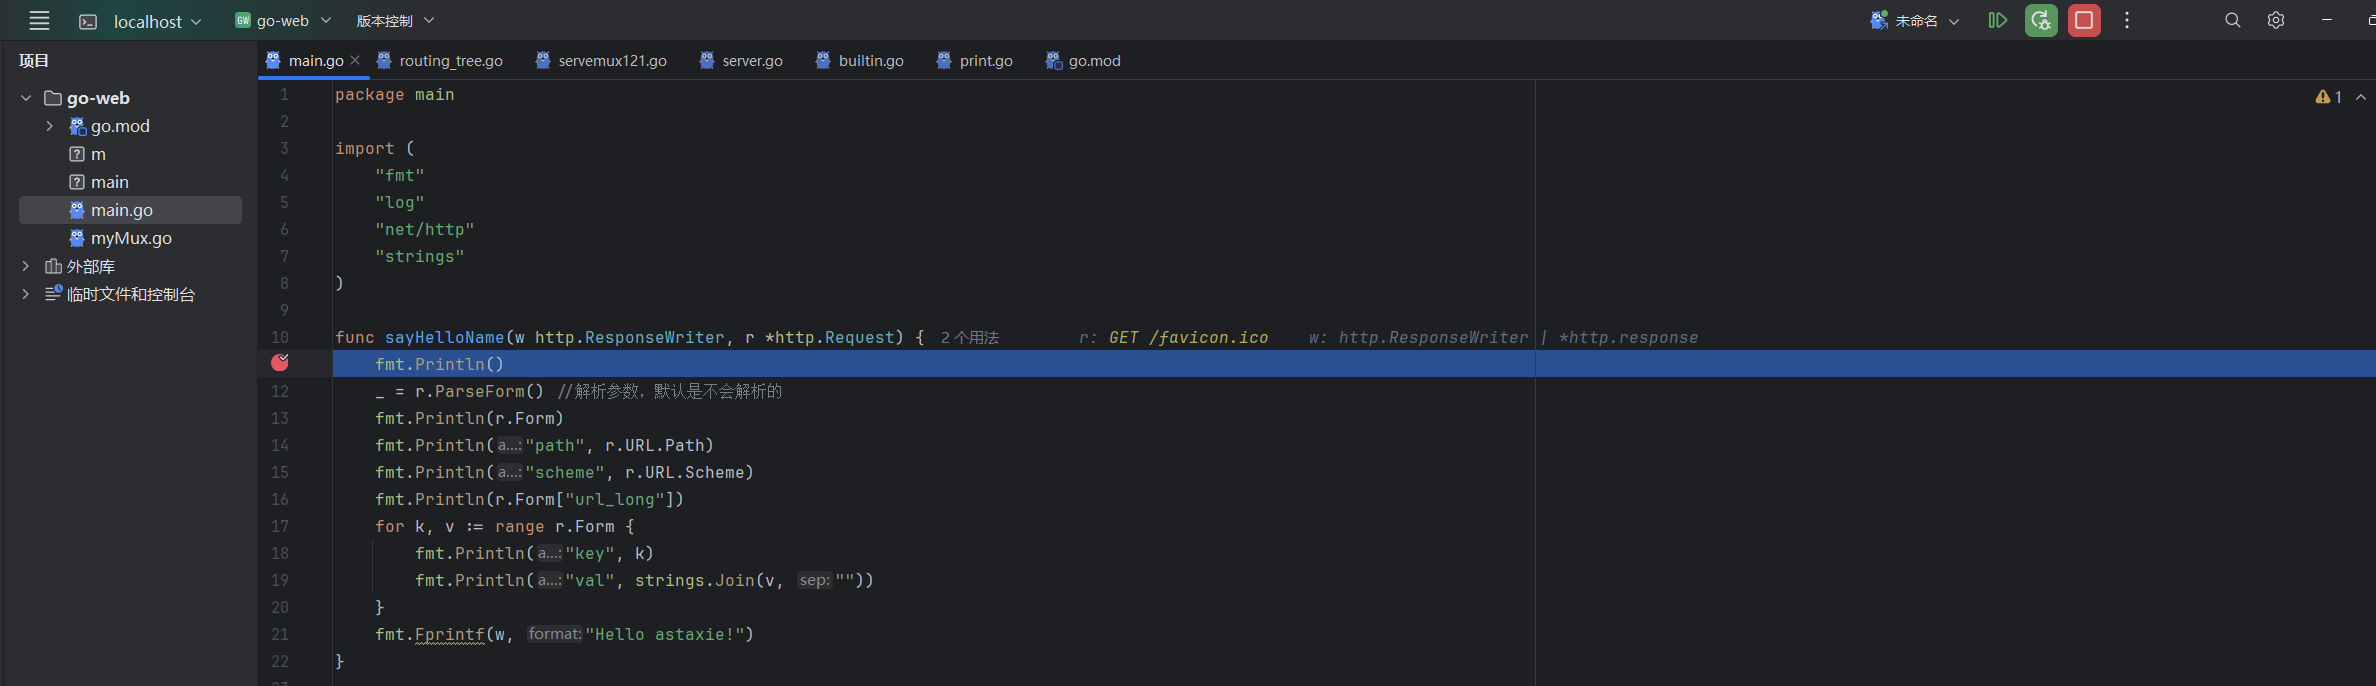 localhost GW go-web 版本控制 未命名
项目
main.go routing_tree.go servemux121.go server.go builtin.go print.go go.mod
go-web
go.mod
m
main
main.go
myMux.go
外部库
临时文件和控制台
1 package main 1
2
3 import (
4 "fmt"
5 "log"
6 "net/http"
7 "strings"
8 )
9
10 func sayHelloName(w http.ResponseWriter, r *http.Request) { 2 个用法 r: GET /favicon.ico w: http.ResponseWriter | *http.response
fmt.Println()
12 _ = r.ParseForm() //解析参数，默认是不会解析的
13 fmt.Println(r.Form)
14 fmt.Println(a...:"path", r.URL.Path)
15 fmt.Println(a...:"scheme", r.URL.Scheme)
16 fmt.Println(r.Form["url_long"])
17 for k, v := range r.Form {
18 fmt.Println(a...:"key", k)
19 fmt.Println(a...:"val", strings.Join(v, sep:""))
20 }
21 fmt.Fprintf(w, format:"Hello astaxie!")
22 }